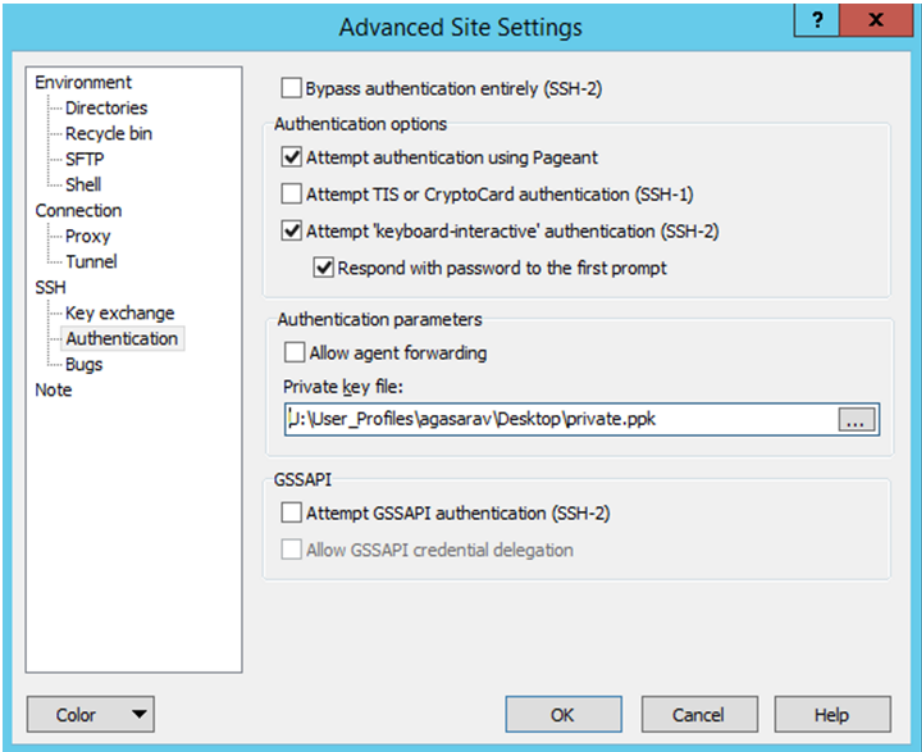 Advanced Site Settings
? x
Environment
Directories
Recycle bin
SFTP
Shell
Connection
Proxy
Tunnel
SSH
Key exchange
Authentication
Bugs
Note
Bypass authentication entirely (SSH-2)
Authentication options
Attempt authentication using Pageant
Attempt TIS or CryptoCard authentication (SSH-1)
Attempt 'keyboard-interactive' authentication (SSH-2)
Respond with password to the first prompt
Authentication parameters
Allow agent forwarding
Private key file:
J:\User_Profiles\agasarav\Desktop\private.ppk
...
GSSAPI
Attempt GSSAPI authentication (SSH-2)
Allow GSSAPI credential delegation
Color
OK
Cancel
Help